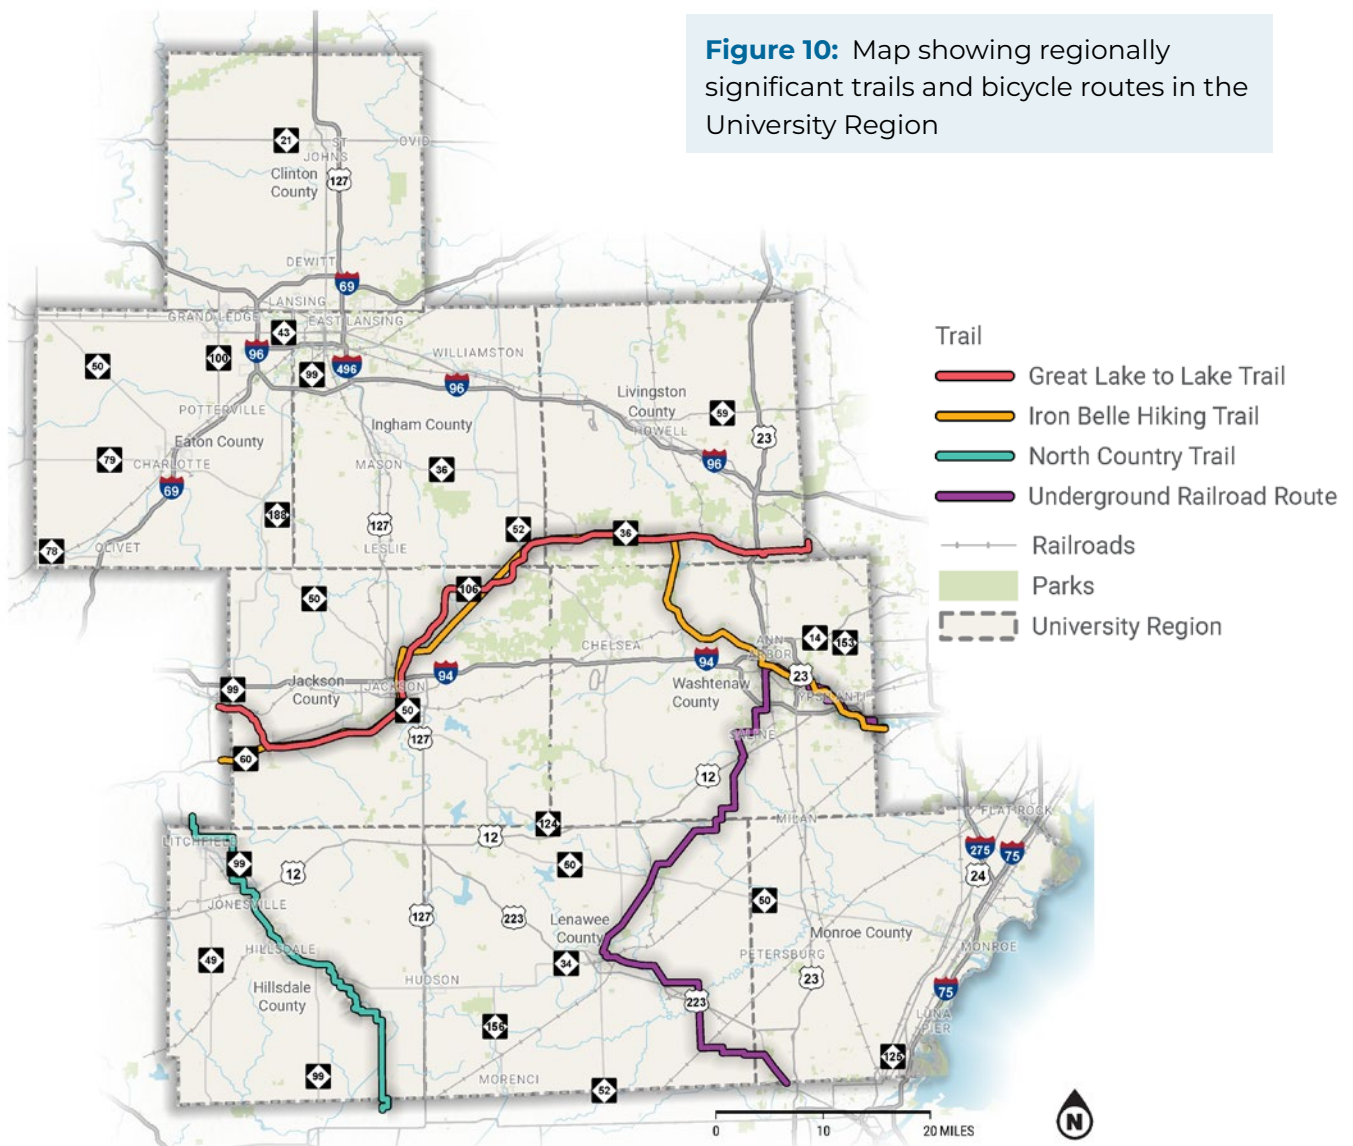 Figure 10: Map showing regionally
significant trails and bicycle routes in the
University Region
21
ST
JOHNS
OVID
Clinton
County
127
DEWITT
69
LANSING
GRAND LEDGE
EAST LANSING
43
100
96
50
99
496
WILLIAMSTON
96
Livingston
County
59
HOWELL
23
POTTERVILLE
Ingham County
Eaton County
79
CHARLOTTE
MASON
36
96
69
188
127
52
36
78
OLIVET
LESLIE
50
106
CHELSEA
ANN
ARBOR
14
153
94
94
23
99
Jackson
County
JACKSON
Washtenaw
County
YPSILANTI
50
127
SALINE
60
12
124
MILAN
FLAT ROCK
LITCHFIELD
12
275
75
99
12
50
24
JONESVILLE
50
127
223
Lenawee
County
Monroe County
HILLSDALE
MONROE
49
34
PETERSBURG
HUDSON
23
Hillsdale
County
223
75
LUNA
PIER
156
125
99
MORENCI
52
0
10
20 MILES
N
Trail
Great Lake to Lake Trail
Iron Belle Hiking Trail
North Country Trail
Underground Railroad Route
Railroads
Parks
University Region